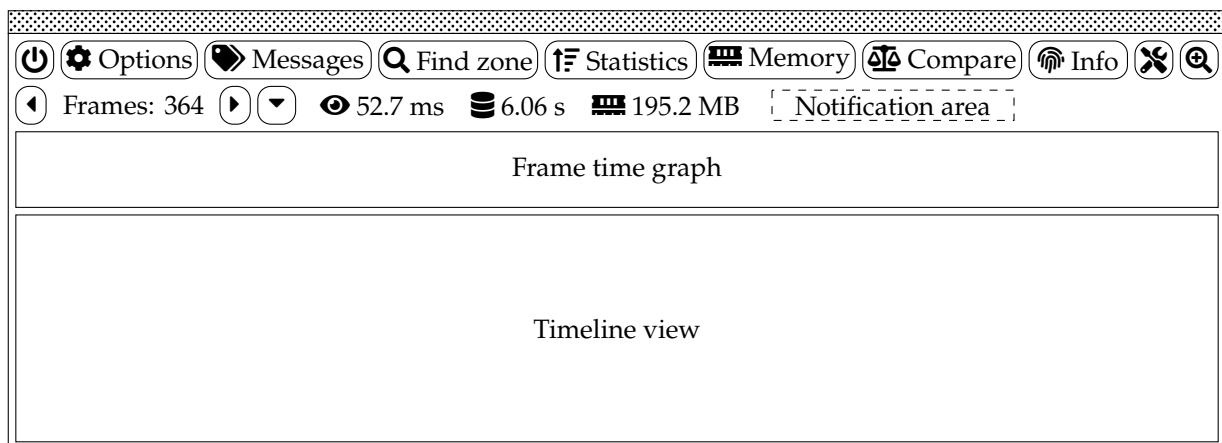 Options Messages Find zone Statistics Memory Compare Info
Frames: 364 52.7 ms 6.06 s 195.2 MB Notification area
Frame time graph
Timeline view